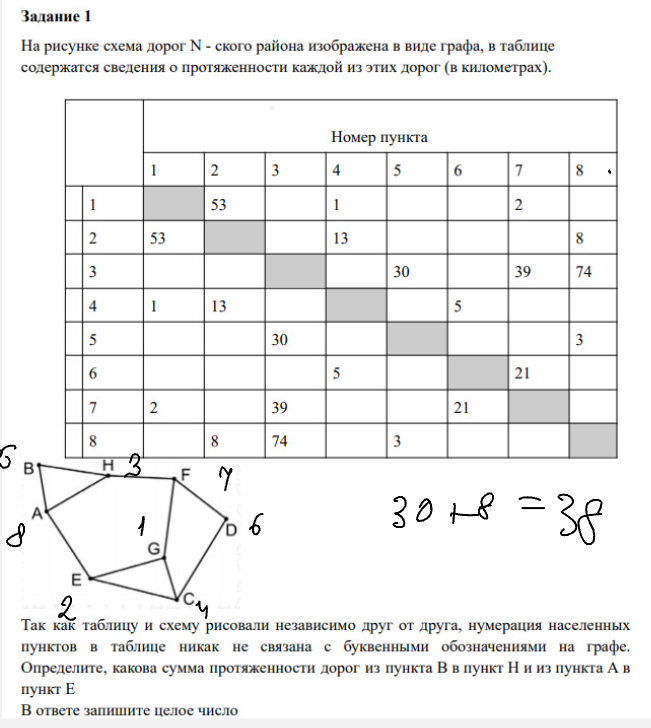 Задание 1
На рисунке схема дорог N - ского района изображена в виде графа, в таблице
содержатся сведения о протяженности каждой из этих дорог (в километрах).
Номер пункта
1 2 3 4 5 6 7 8
1 53 1 2
2 53 13 8
3 30 39 74
4 1 13 5
5 30 3
6 5 21
7 2 39 21
8 8 74 3
5 B H 3 F 7
A 8 1 G D 6
E 2 C 4
30 + 8 = 38
Так как таблицу и схему рисовали независимо друг от друга, нумерация населенных
пунктов в таблице никак не связана с буквенными обозначениями на графе.
Определите, какова сумма протяженности дорог из пункта B в пункт H и из пункта A в
пункт E
В ответе запишите целое число